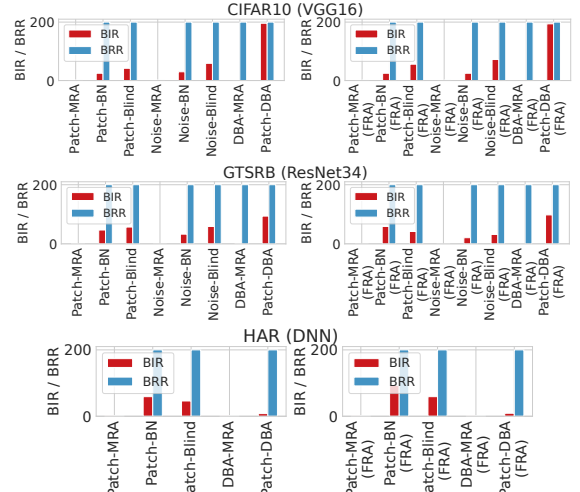 CIFAR10 (VGG16)
BIR / BRR
200
0
BIR
BRR
Patch-MRA
Patch-BN
Patch-Blind
Noise-MRA
Noise-BN
Noise-Blind
DBA-MRA
Patch-DBA
200
0
BIR
BRR
Patch-MRA
(FRA)
Patch-BN
(FRA)
Patch-Blind
(FRA)
Noise-MRA
(FRA)
Noise-BN
(FRA)
Noise-Blind
(FRA)
DBA-MRA
(FRA)
Patch-DBA
(FRA)
GTSRB (ResNet34)
BIR / BRR
200
0
BIR
BRR
Patch-MRA
Patch-BN
Patch-Blind
Noise-MRA
Noise-BN
Noise-Blind
DBA-MRA
Patch-DBA
BIR / BRR
200
0
BIR
BRR
Patch-MRA
(FRA)
Patch-BN
(FRA)
Patch-Blind
(FRA)
Noise-MRA
(FRA)
Noise-BN
(FRA)
Noise-Blind
(FRA)
DBA-MRA
(FRA)
Patch-DBA
(FRA)
HAR (DNN)
BIR / BRR
200
0
BIR
BRR
Patch-MRA
Patch-BN
atch-Blind
DBA-MRA
Patch-DBA
BIR / BRR
200
0
BIR
BRR
Patch-MRA
(FRA)
Patch-BN
(FRA)
atch-Blind
(FRA)
DBA-MRA
(FRA)
Patch-DBA
(FRA)